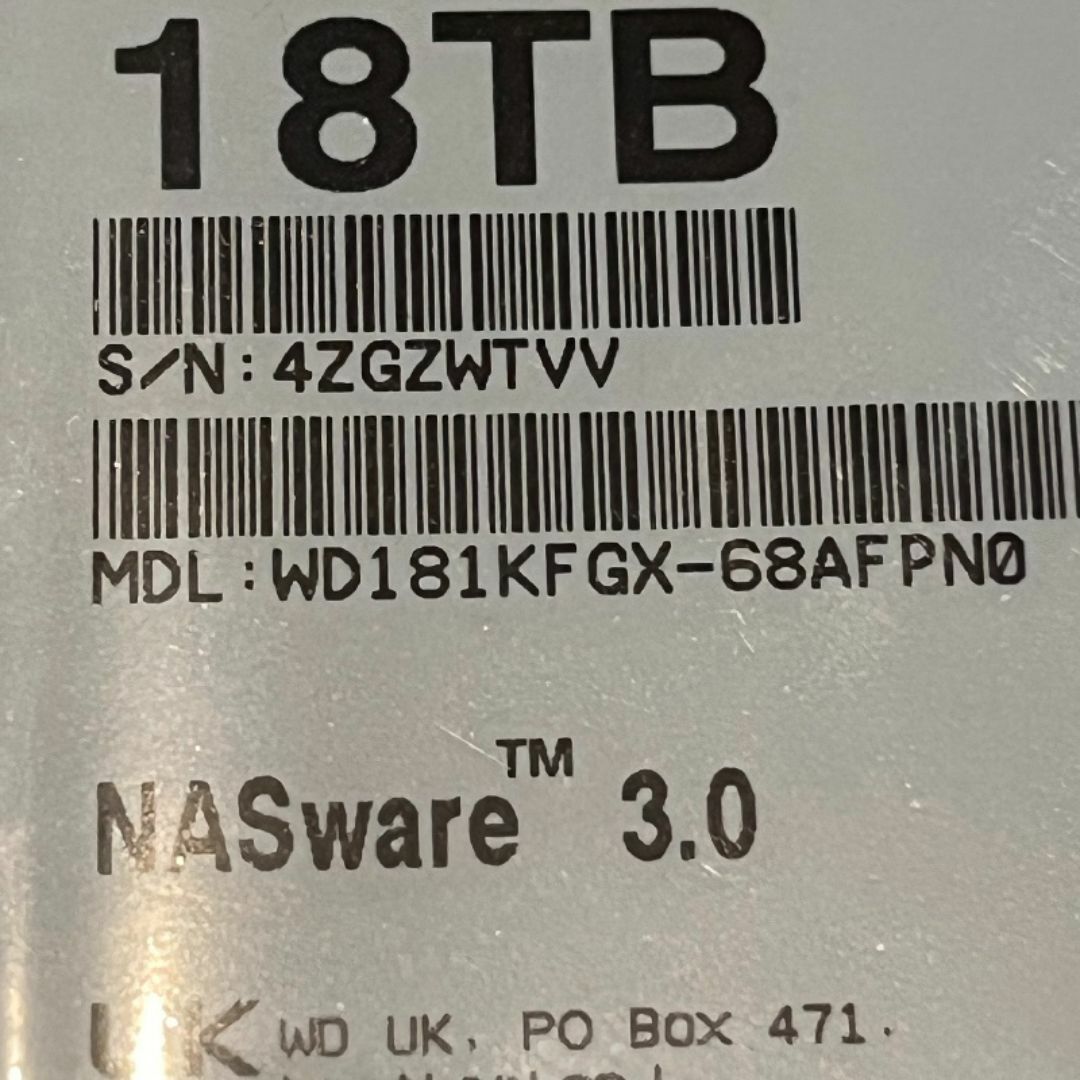 18TB
S/N: 4ZGZWTVV
MDL: WD181KFGX-68AFPN0
NASware™ 3.0
UK WD UK, PO BOX 471.